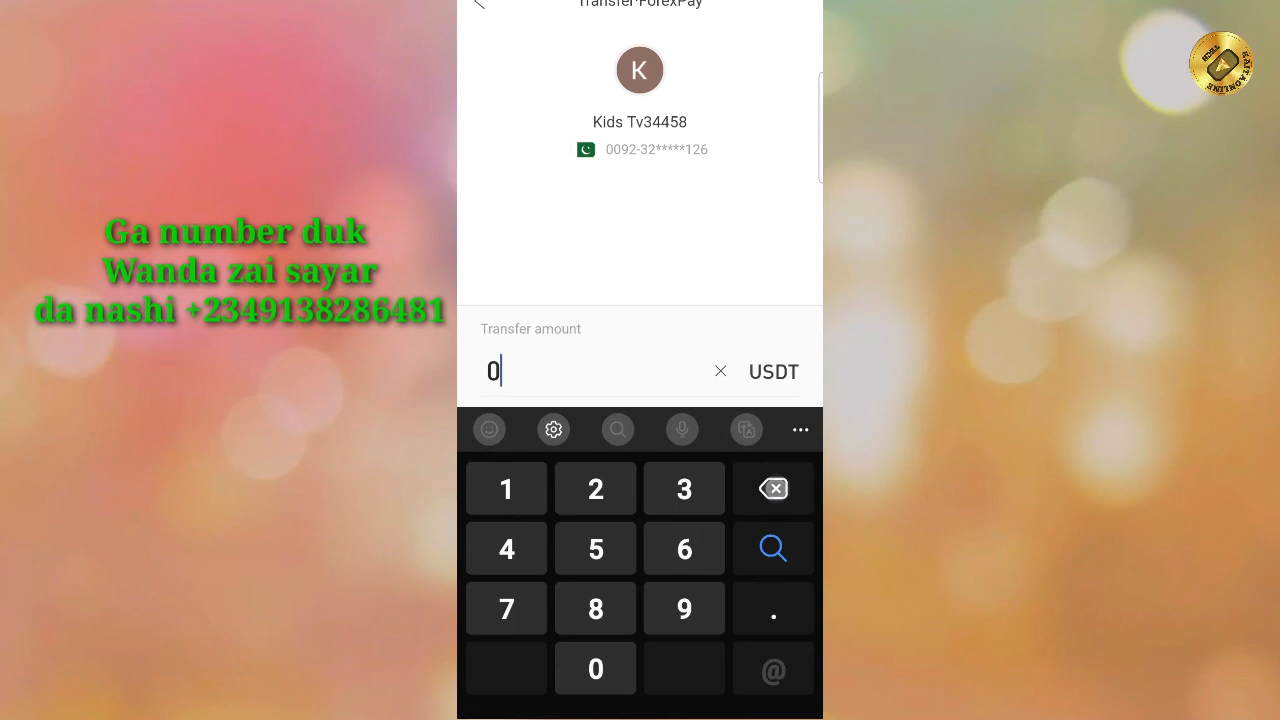 Transfer·ForexPay
K
Kids Tv34458
0092-32*****126
Ga number duk
Wanda zai sayar
da nashi +2349138286481
Transfer amount
0
USDT
1 2 3
4 5 6
7 8 9 .
0 @
KAITAONLINE